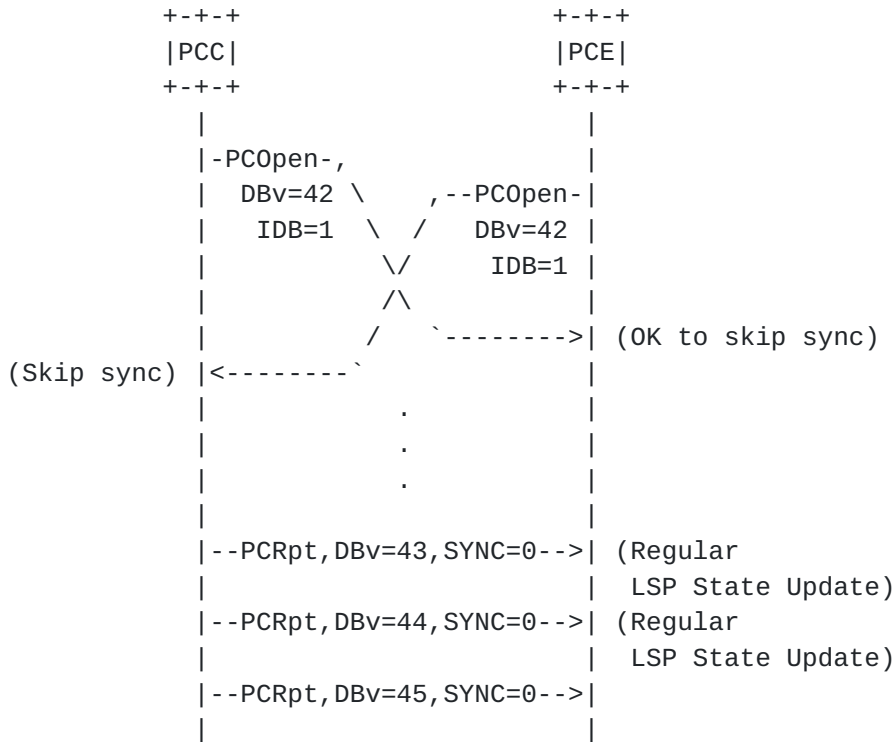 +-+-+                    +-+-+
          |PCC|                    |PCE|
          +-+-+                    +-+-+
            |                        |
            |-PCOpen-,               |
            |  DBv=42 \    ,--PCOpen-|
            |   IDB=1  \  /   DBv=42 |
            |           \/     IDB=1 |
            |           /\           |
            |          /   `-------->| (OK to skip sync)
(Skip sync) |<--------`              |
            |            .           |
            |            .           |
            |            .           |
            |                        |
            |--PCRpt,DBv=43,SYNC=0-->| (Regular
            |                        |  LSP State Update)
            |--PCRpt,DBv=44,SYNC=0-->| (Regular
            |                        |  LSP State Update)
            |--PCRpt,DBv=45,SYNC=0-->|
            |                        |